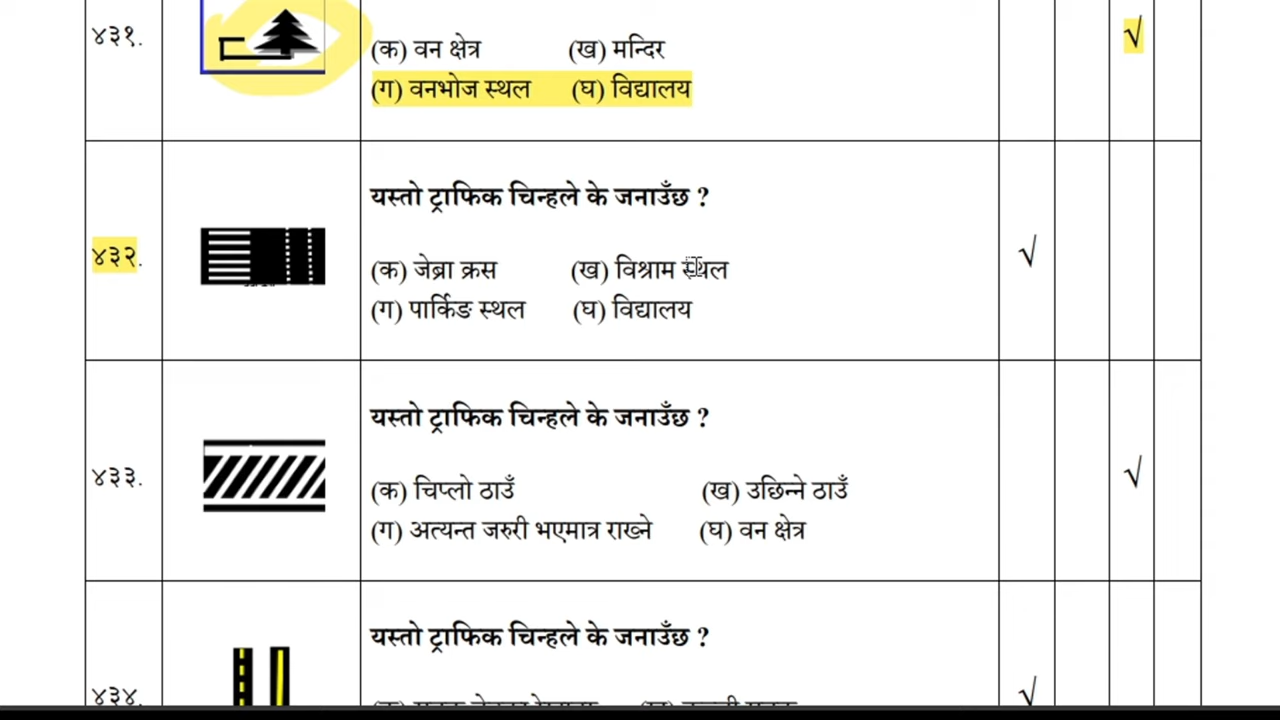 ४३१.
(क) वन क्षेत्र (ख) मन्दिर √
(ग) वनभोज स्थल (घ) विद्यालय
यस्तो ट्राफिक चिन्हले के जनाउँछ ?
४३२. √
(क) जेब्रा क्रस (ख) विश्राम स्थल
(ग) पार्किङ स्थल (घ) विद्यालय
यस्तो ट्राफिक चिन्हले के जनाउँछ ?
४३३. √
(क) चिप्लो ठाउँ (ख) उछिन्ने ठाउँ
(ग) अत्यन्त जरुरी भएमात्र राख्ने (घ) वन क्षेत्र
यस्तो ट्राफिक चिन्हले के जनाउँछ ?
४३४. √